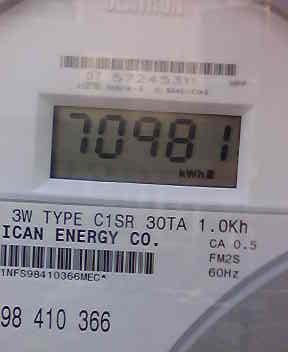 70981
kWh
3W TYPE C1SR 30TA 1.0Kh
ICAN ENERGY CO.
CA 0.5
FM2S
60Hz
1NFS98410366MEC*
98 410 366